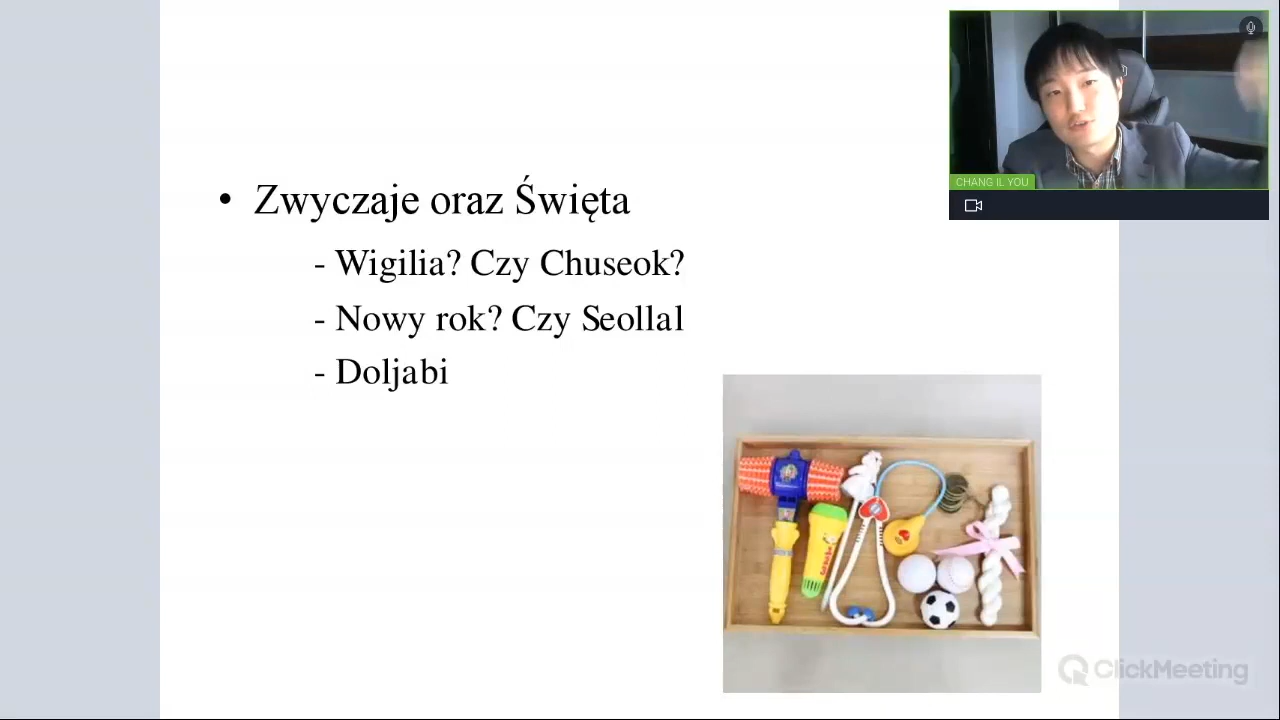 • Zwyczaje oraz Święta
- Wigilia? Czy Chuseok?
- Nowy rok? Czy Seollal
- Doljabi
CHANG IL YOU
ClickMeeting